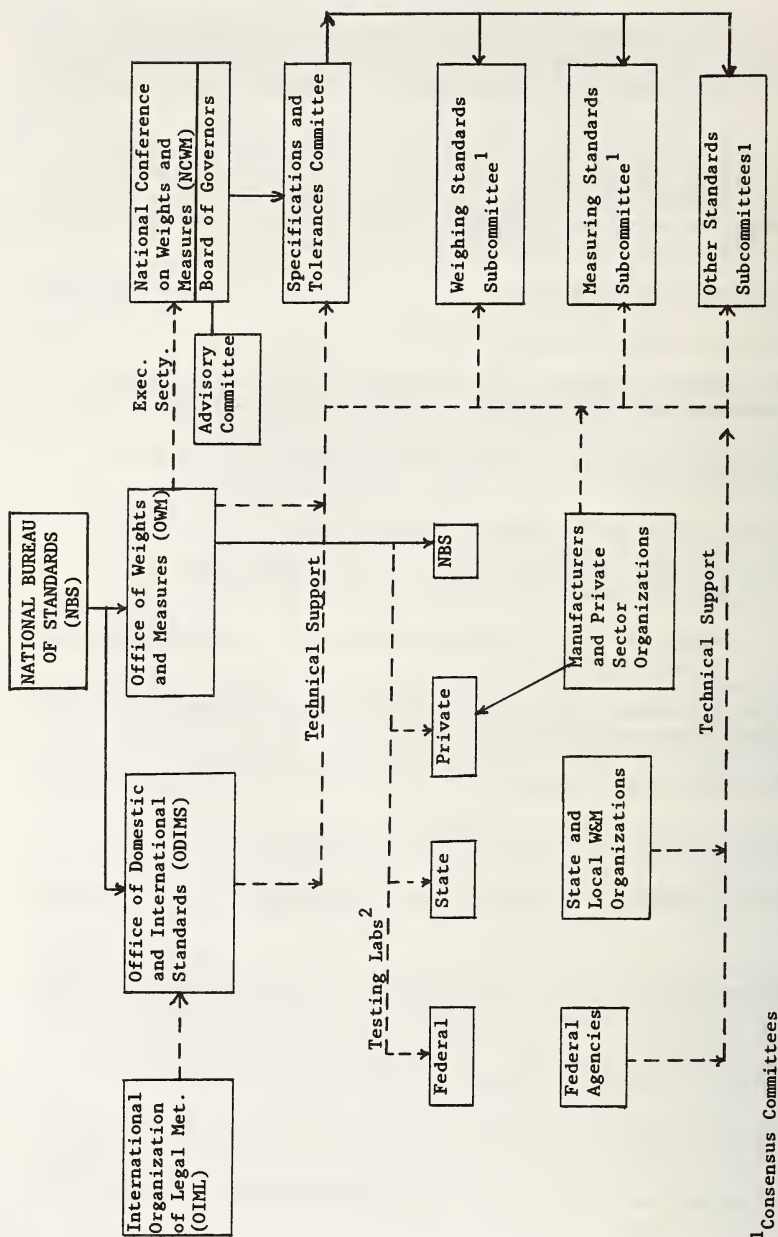 NATIONAL BUREAU
OF STANDARDS
(NBS)
International
Organization
of Legal Met.
(OIML)
Office of Domestic
and International
Standards (ODIMS)
Office of Weights
and Measures (OWM)
Exec.
Secty.
National Conference
on Weights and
Measures (NCWM)
Board of Governors
Advisory
Committee
Technical Support
Specifications and
Tolerances Committee
Testing Labs2
Federal
State
Private
NBS
Weighing Standards
Subcommittee1
Federal
Agencies
State and
Local W&M
Organizations
Manufacturers
and Private
Sector
Organizations
Measuring Standards
Subcommittee1
Technical Support
Other Standards
Subcommittees1
1Consensus Committees